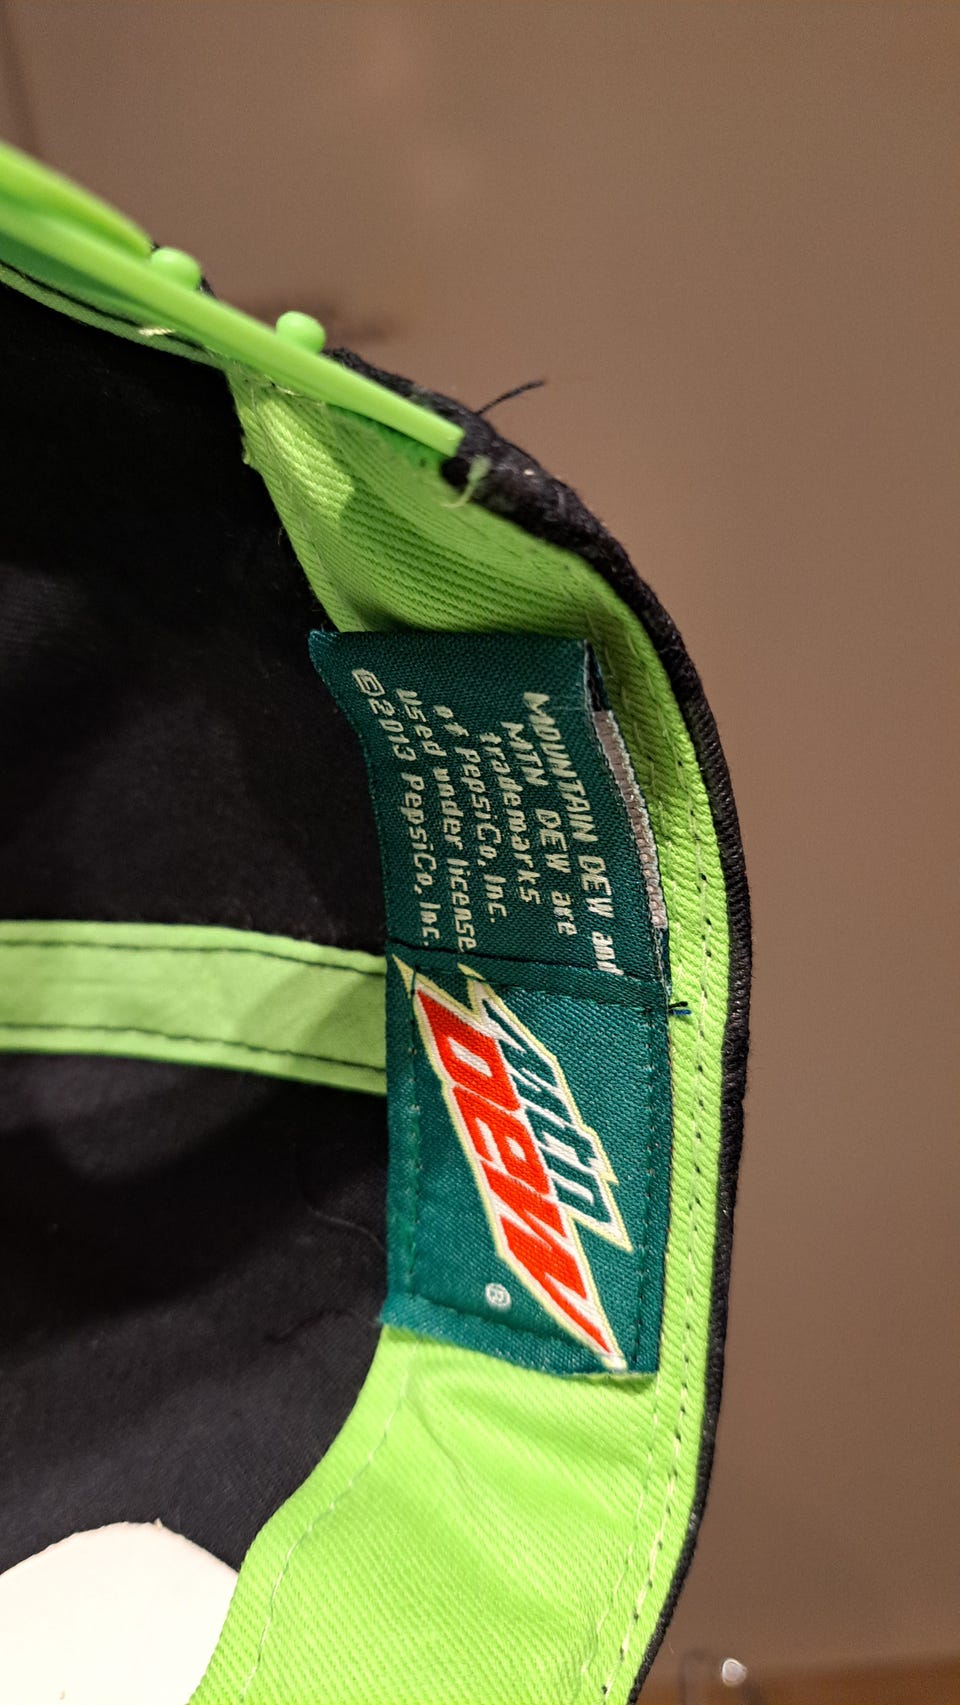 MOUNTAIN DEW and
MTN DEW are
trademarks
of PepsiCo, Inc.
Used under license.
©2013 PepsiCo, Inc.
MTN
DEW
®